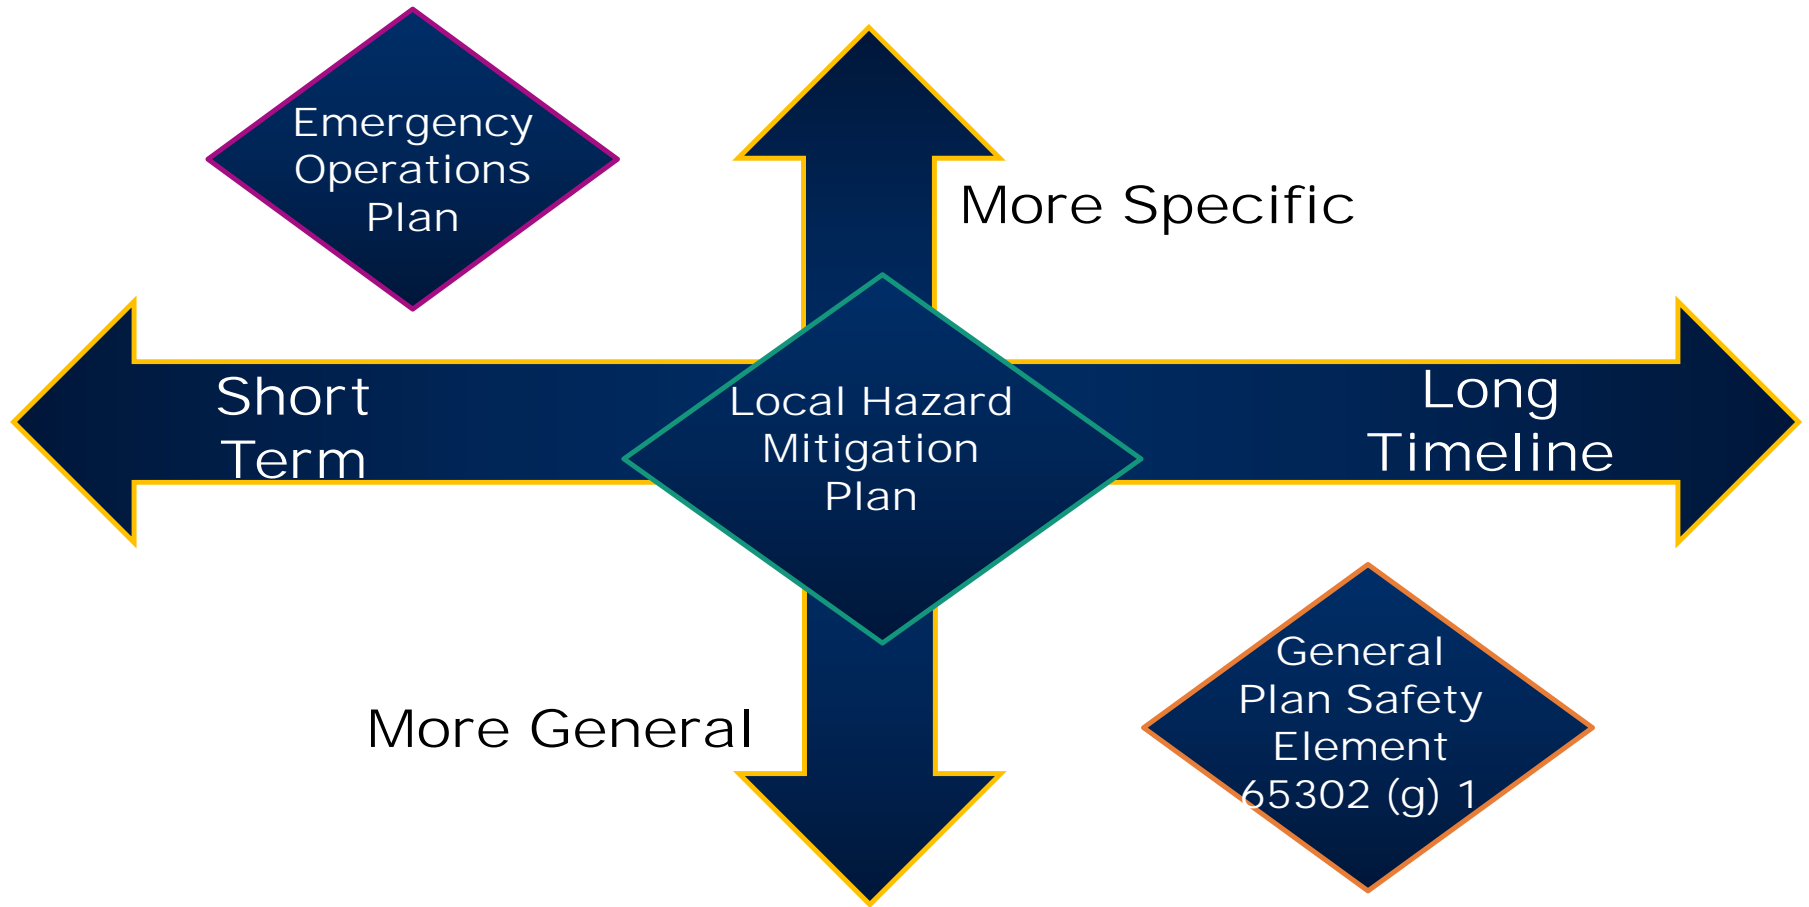 Emergency
Operations
Plan
More Specific
Short
Term
Local Hazard
Mitigation
Plan
Long
Timeline
More General
General
Plan Safety
Element
65302 (g) 1